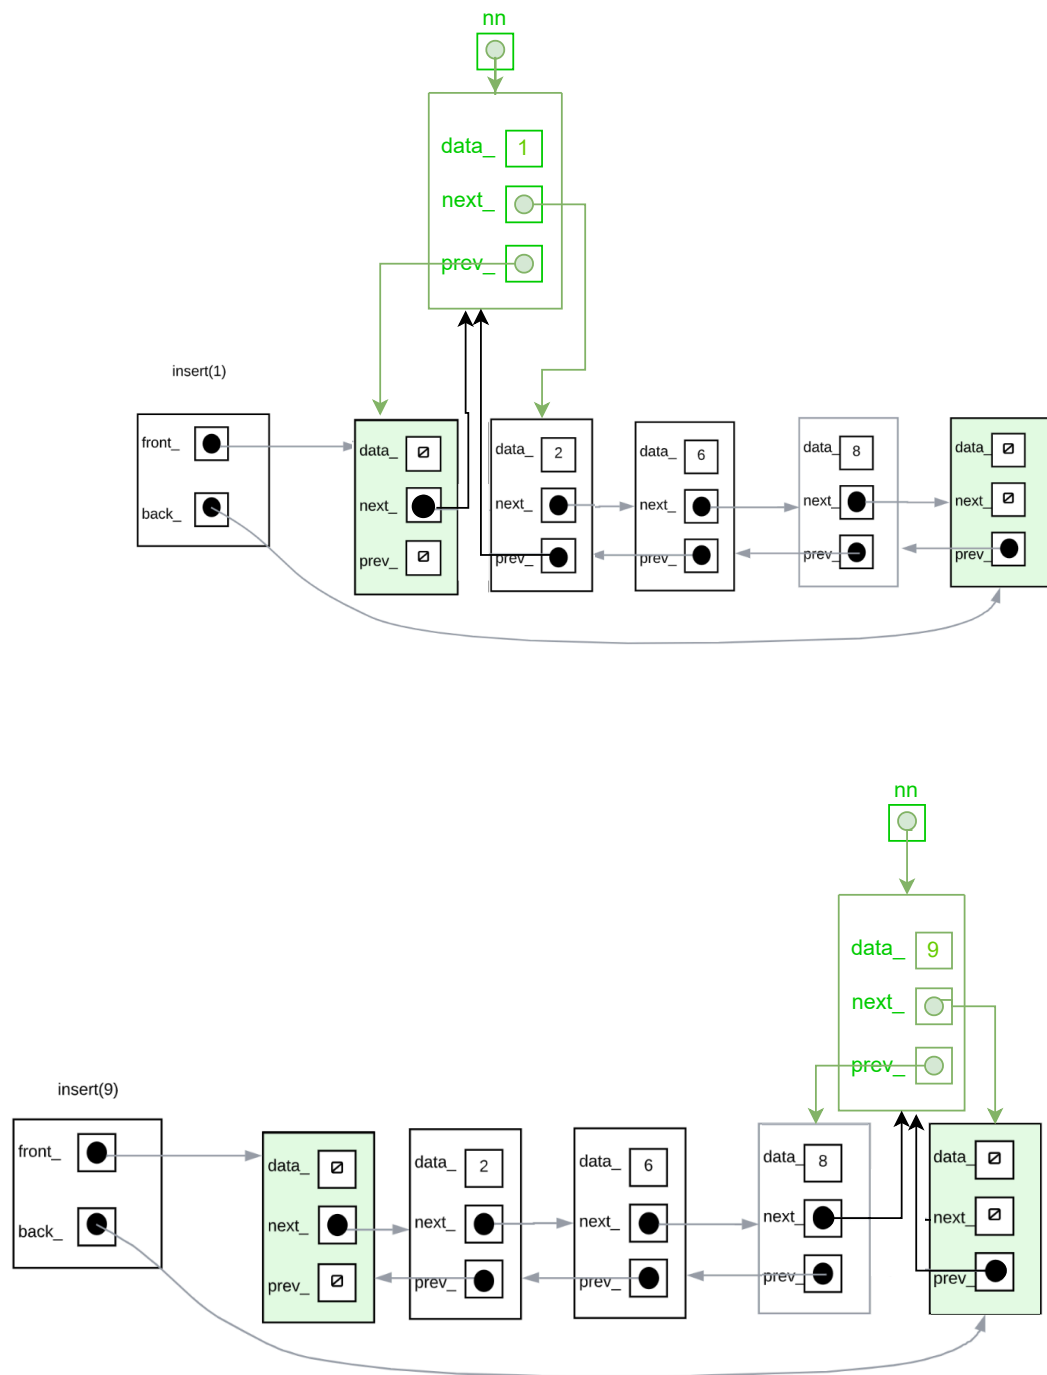 nn
data_ 1
next_
prev_
insert(1)
front_
back_
data_
next_
prev_
data_ 2
next_
prev_
data_ 6
next_
prev_
data_ 8
next_
prev_
data_
next_
prev_
nn
data_ 9
next_
prev_
insert(9)
front_
back_
data_
next_
prev_
data_ 2
next_
prev_
data_ 6
next_
prev_
data_ 8
next_
prev_
data_
next_
prev_